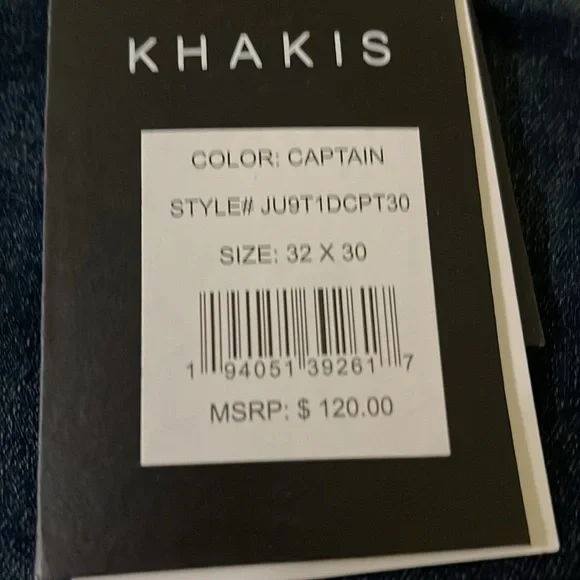 KHAKIS
COLOR: CAPTAIN
STYLE# JU9T1DCPT30
SIZE: 32 X 30
1 94051 39261 7
MSRP: $ 120.00